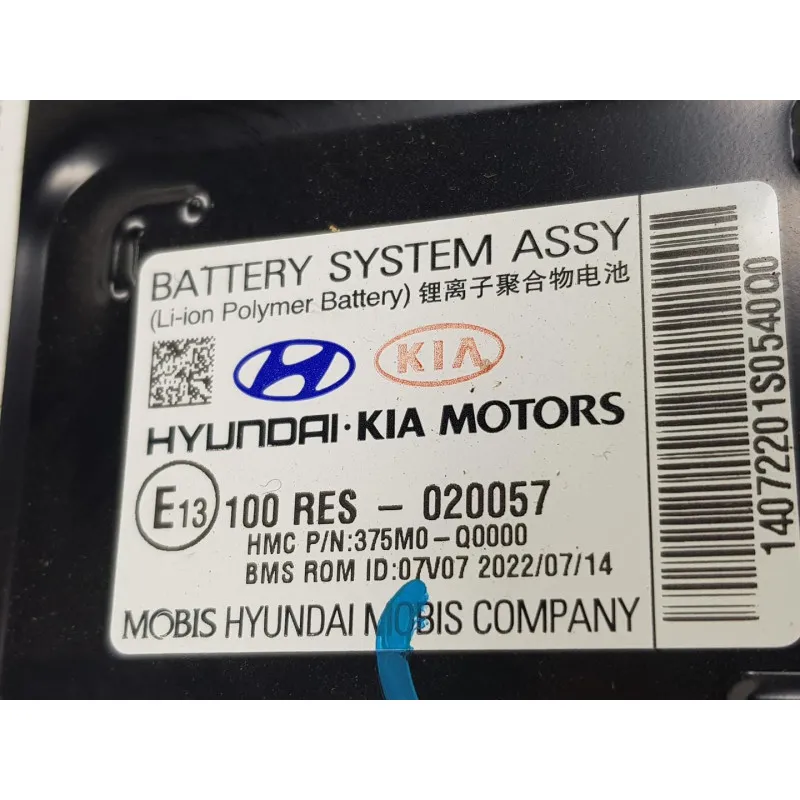 BATTERY SYSTEM ASSY
(Li-ion Polymer Battery) 锂离子聚合物电池
KIA
HYUNDAI·KIA MOTORS
E13 100 RES - 020057
HMC P/N:375M0-Q0000
BMS ROM ID:07V07 2022/07/14
MOBIS HYUNDAI MOBIS COMPANY
14072201S0540Q0